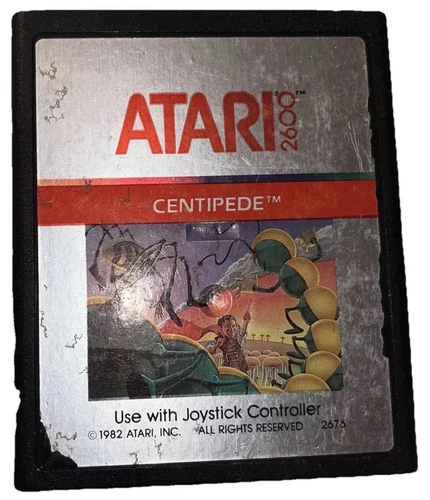 ATARI® 2600™
CENTIPEDE™
Use with Joystick Controller
©1982 ATARI, INC. ALL RIGHTS RESERVED 2676